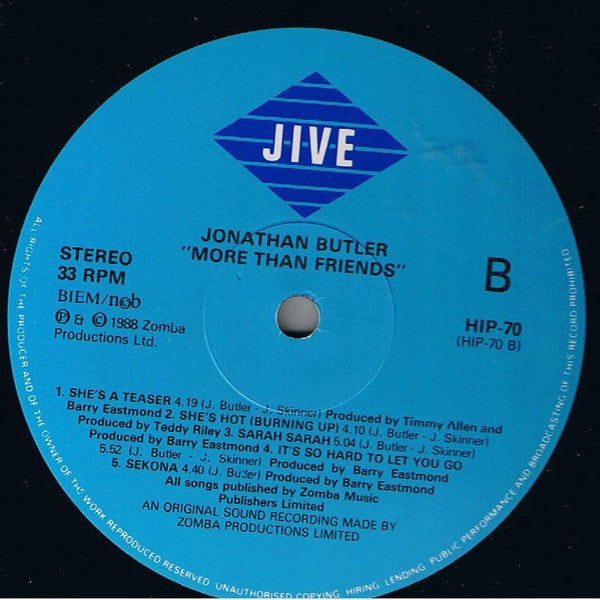 JIVE
JONATHAN BUTLER
"MORE THAN FRIENDS"
STEREO
33 RPM
BIEM/ncb
Ⓟ & © 1988 Zomba
Productions Ltd.
B
HIP-70
(HIP-70 B)
1. SHE'S A TEASER 4.19 (J. Butler - J. Skinner) Produced by Timmy Allen and
Barry Eastmond 2. SHE'S HOT (BURNING UP) 4.10 (J. Butler - J. Skinner)
Produced by Teddy Riley 3. SARAH SARAH 5.04 (J. Butler - J. Skinner)
Produced by Barry Eastmond 4. IT'S SO HARD TO LET YOU GO
5.52 (J. Butler - J. Skinner) Produced by Barry Eastmond
5. SEKONA 4.40 (J. Butler) Produced by Barry Eastmond
All songs published by Zomba Music
Publishers Limited
AN ORIGINAL SOUND RECORDING MADE BY
ZOMBA PRODUCTIONS LIMITED
ALL RIGHTS OF THE PRODUCER AND OF THE OWNER OF THE WORK REPRODUCED RESERVED. UNAUTHORISED COPYING, HIRING, LENDING, PUBLIC PERFORMANCE AND BROADCASTING OF THIS RECORD PROHIBITED